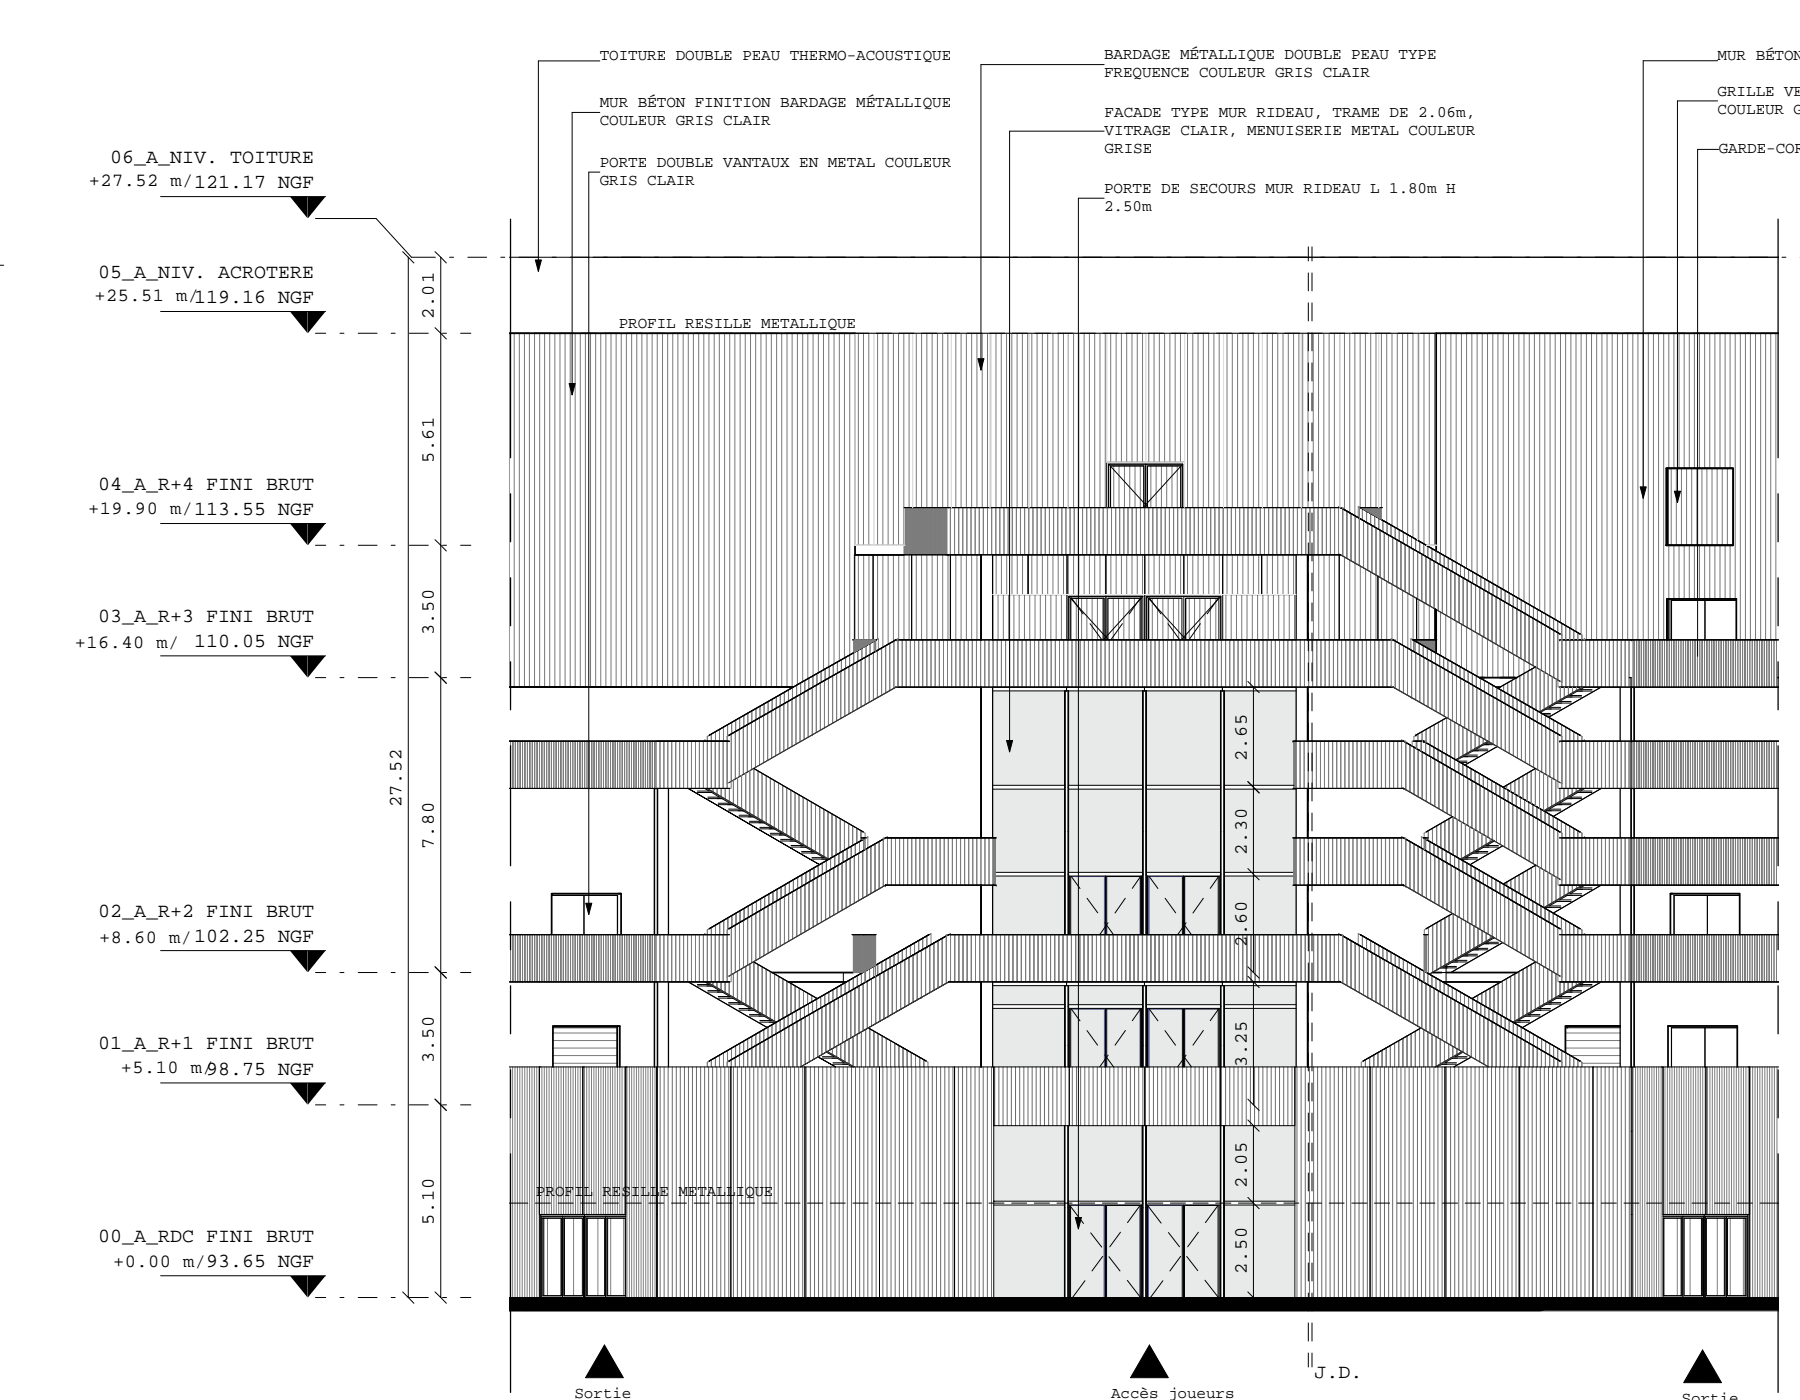 TOITURE DOUBLE PEAU THERMO-ACOUSTIQUE
MUR BÉTON FINITION BARDAGE MÉTALLIQUE
COULEUR GRIS CLAIR
PORTE DOUBLE VANTAUX EN METAL COULEUR
GRIS CLAIR
BARDAGE MÉTALLIQUE DOUBLE PEAU TYPE
FREQUENCE COULEUR GRIS CLAIR
FACADE TYPE MUR RIDEAU, TRAME DE 2.06m,
VITRAGE CLAIR, MENUISERIE METAL COULEUR
GRISE
PORTE DE SECOURS MUR RIDEAU L 1.80m H
2.50m
MUR BÉTON
GRILLE VE
COULEUR G
GARDE-COR
06_A_NIV. TOITURE
+27.52 m/121.17 NGF
05_A_NIV. ACROTERE
+25.51 m/119.16 NGF
04_A_R+4 FINI BRUT
+19.90 m/113.55 NGF
03_A_R+3 FINI BRUT
+16.40 m/ 110.05 NGF
02_A_R+2 FINI BRUT
+8.60 m/102.25 NGF
01_A_R+1 FINI BRUT
+5.10 m/98.75 NGF
00_A_RDC FINI BRUT
+0.00 m/93.65 NGF
27.52
2.01
5.61
3.50
7.80
3.50
5.10
PROFIL RESILLE METALLIQUE
PROFIL RESILLE METALLIQUE
2.65
2.30
2.60
3.25
2.05
2.50
J.D.
Sortie
Accès joueurs
Sortie